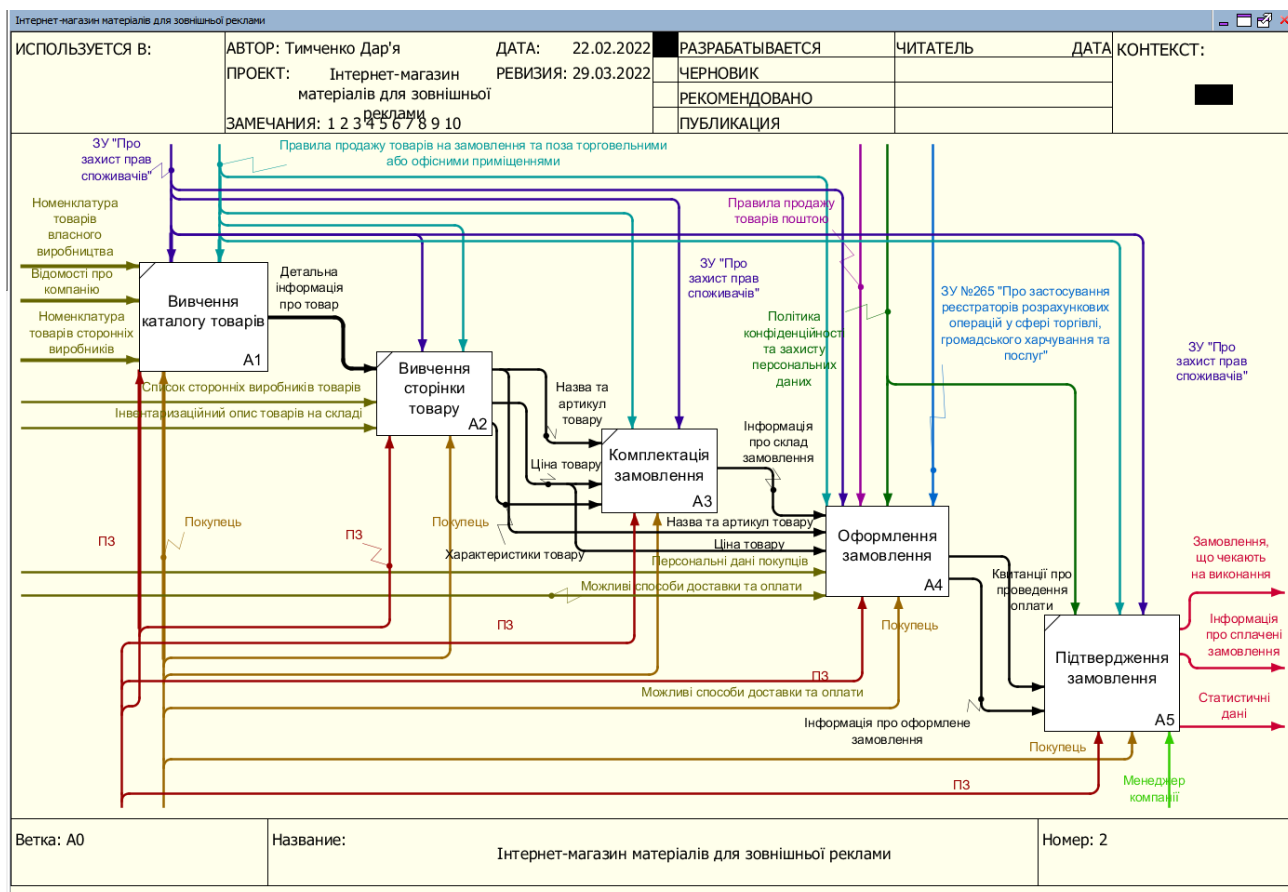 Інтернет-магазин матеріалів для зовнішньої реклами
ИСПОЛЬЗУЕТСЯ В:
АВТОР: Тимченко Дар'я
ДАТА: 22.02.2022
РАЗРАБАТЫВАЕТСЯ
ЧИТАТЕЛЬ
ДАТА
КОНТЕКСТ:
ПРОЕКТ: Інтернет-магазин
матеріалів для зовнішньої
реклами
РЕВИЗИЯ: 29.03.2022
ЧЕРНОВИК
РЕКОМЕНДОВАНО
ЗАМЕЧАНИЯ: 1 2 3 4 5 6 7 8 9 10
ПУБЛИКАЦИЯ
ЗУ "Про
захист прав
споживачів"
Правила продажу товарів на замовлення та поза торговельними
або офісними приміщеннями
Номенклатура
товарів
власного
виробництва
Відомості про
компанію
Номенклатура
товарів сторонніх
виробників
Вивчення
каталогу товарів
A1
Детальна
інформація
про товар
Правила продажу
товарів поштою
ЗУ "Про
захист прав
споживачів"
Політика
конфіденційності
та захисту
персональних
даних
ЗУ №265 "Про застосування
реєстраторів розрахункових
операцій у сфері торгівлі,
громадського харчування та
послуг"
ЗУ "Про
захист прав
споживачів"
Список сторонніх виробників товарів
Інвентаризаційний опис товарів на складі
Вивчення
сторінки
товару
A2
Назва та
артикул
товару
Ціна товару
Характеристики товару
Комплектація
замовлення
A3
Інформація
про склад
замовлення
Назва та артикул товару
Ціна товару
Персональні дані покупців
Можливі способи доставки та оплати
Оформлення
замовлення
A4
ПЗ
Покупець
ПЗ
Покупець
ПЗ
Покупець
ПЗ
Можливі способи доставки та оплати
Квитанції про
проведення
оплати
Інформація про оформлене
замовлення
Підтвердження
замовлення
A5
Замовлення,
що чекають
на виконання
Інформація
про сплачені
замовлення
Статистичні
дані
Покупець
ПЗ
Менеджер
компанії
Ветка: A0
Название:
Інтернет-магазин матеріалів для зовнішньої реклами
Номер: 2